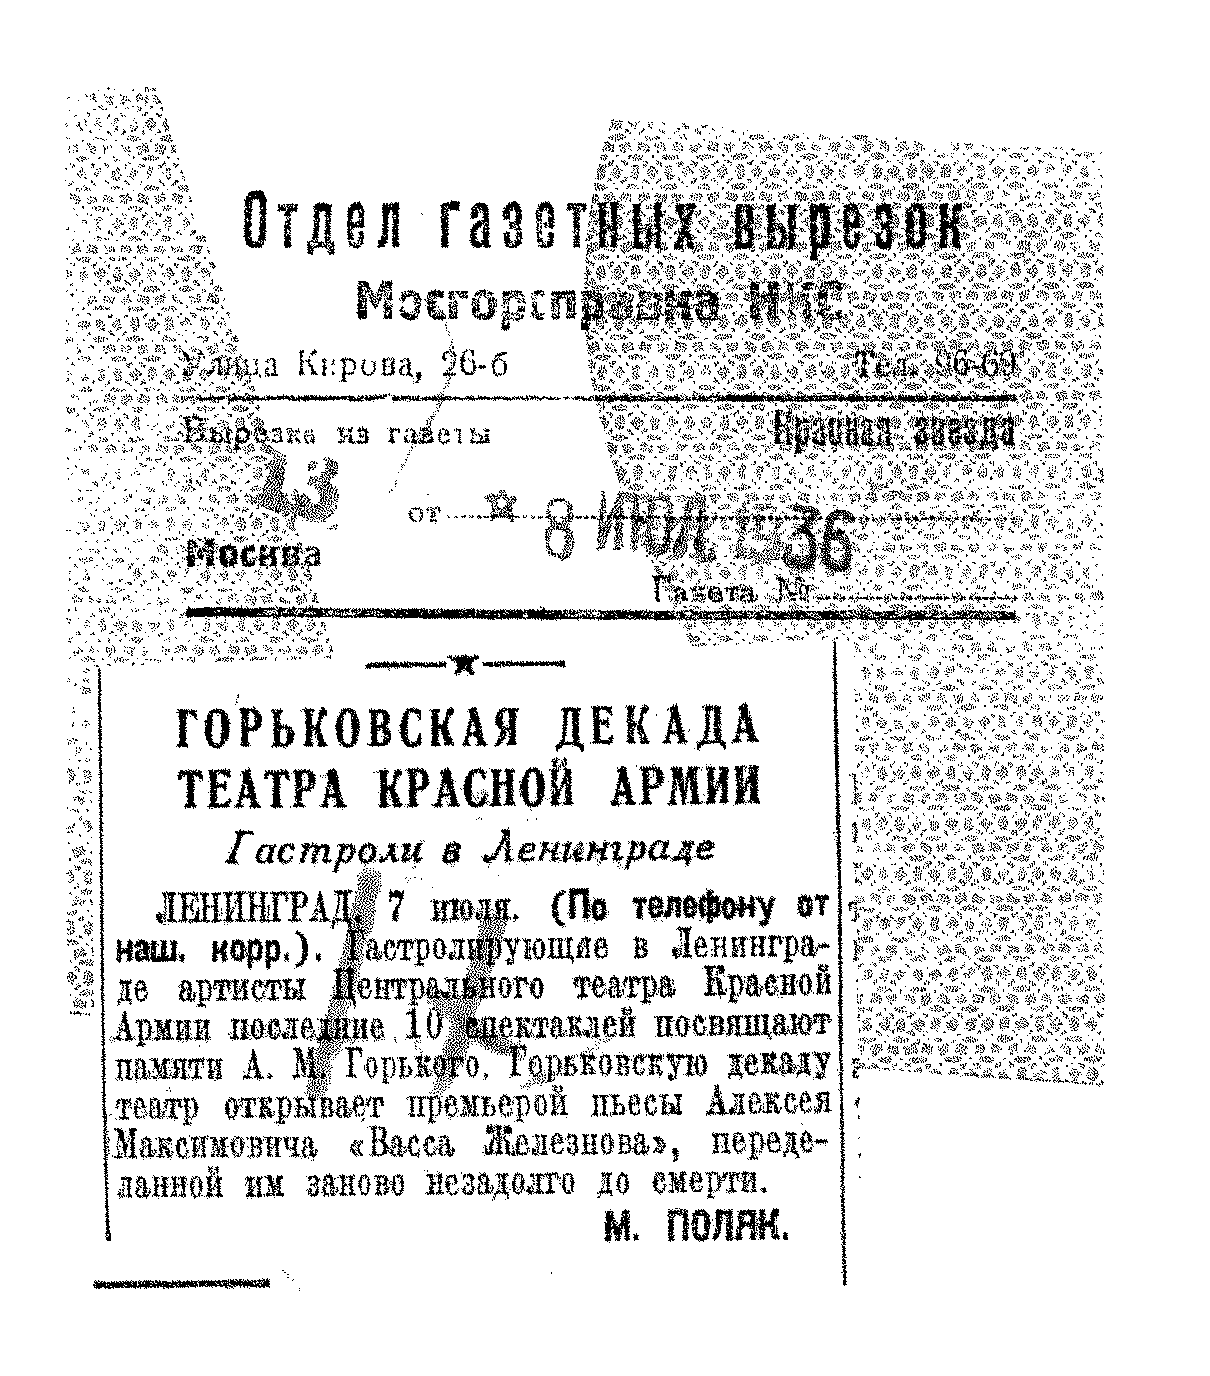 Отдел газетных вырезок
Мосгорсправка НКС
Улица Кирова, 26-б Тел. 96-69
Вырезка из газеты Красная звезда
43
от 8 ИЮЛ 1936
Москва
Газета №
ГОРЬКОВСКАЯ ДЕКАДА
ТЕАТРА КРАСНОЙ АРМИИ
Гастроли в Ленинграде
ЛЕНИНГРАД, 7 июля. (По телефону от
наш. корр.). Гастролирующие в Ленингра-
де артисты Центрального театра Красной
Армии последние 10 спектаклей посвящают
памяти А. М. Горького. Горьковскую декаду
театр открывает премьерой пьесы Алексея
Максимовича «Васса Железнова», переде-
ланной им заново незадолго до смерти.
М. ПОЛЯК.